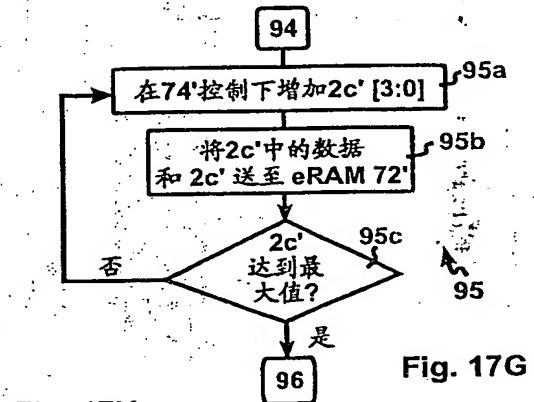 94
在74'控制下增加2c' [3:0]
95a
将2c'中的数据
和 2c' 送至 eRAM 72'
95b
2c'
达到最
大值?
95c
否
95
是
96
Fig. 17G